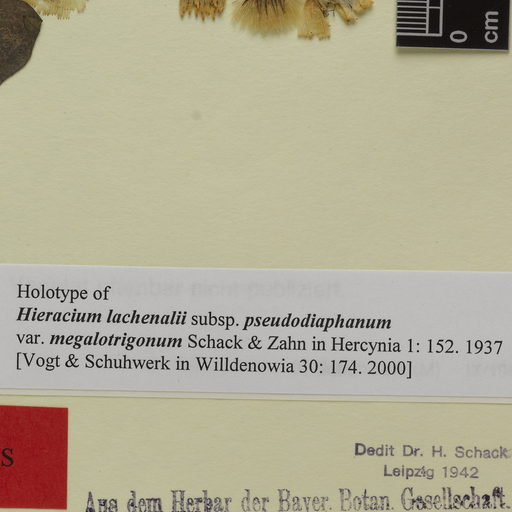 0
cm
Holotype of
Hieracium lachenalii subsp. pseudodiaphanum
var. megalotrigonum Schack & Zahn in Hercynia 1: 152. 1937
[Vogt & Schuhwerk in Willdenowia 30: 174. 2000]
S
Dedit Dr. H. Schack
Leipzig 1942
Aus dem Herbar der Bayer. Botan. Gesellschaft.